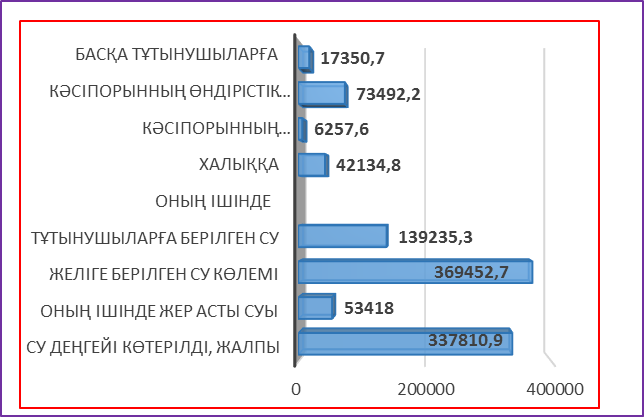 БАСҚА ТҰТЫНУШЫЛАРҒА 17350,7
КӘСІПОРЫННЫҢ ӨНДІРІСТІК… 73492,2
КӘСІПОРЫННЫҢ… 6257,6
ХАЛЫҚҚА 42134,8
ОНЫҢ ІШІНДЕ
ТҰТЫНУШЫЛАРҒА БЕРІЛГЕН СУ 139235,3
ЖЕЛІГЕ БЕРІЛГЕН СУ КӨЛЕМІ 369452,7
ОНЫҢ ІШІНДЕ ЖЕР АСТЫ СУЫ 53418
СУ ДЕҢГЕЙІ КӨТЕРІЛДІ, ЖАЛПЫ 337810,9
0 200000 400000